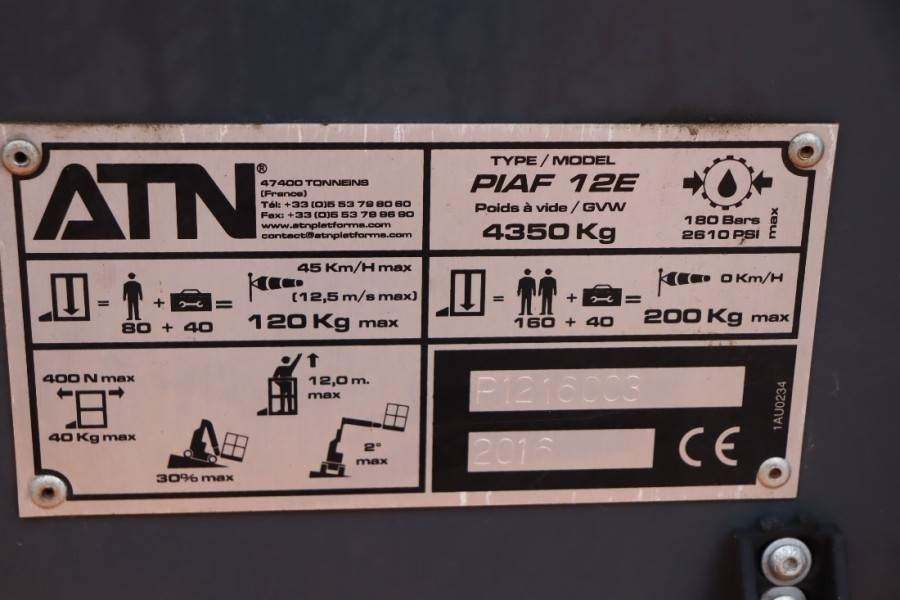 ATN®
47400 TONNEINS
(France)
Tél: +33 (0)5 53 79 80 60
Fax: +33 (0)5 53 79 96 90
www.atnplatforms.com
contact@atnplatforms.com
TYPE / MODEL
PIAF 12E
Poids à vide / GVW
4350 Kg
180 Bars
2610 PSI
max
= + =
80 + 40
45 Km/H max
(12,5 m/s max)
120 Kg max
= + =
160 + 40
0 Km/H
200 Kg max
400 N max
40 Kg max
30% max
12,0 m.
max
2°
max
P1216003
2016
CE
1AU0234